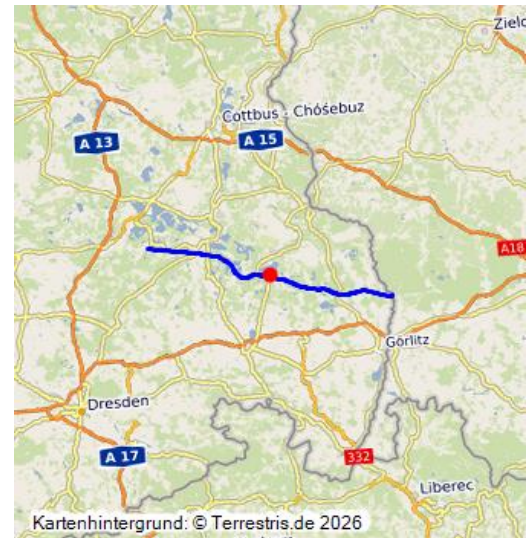 Zielo
Cottbus - Chóśebuz
A 13
A 15
A18
Görlitz
Dresden
A 17
332
Liberec
Kartenhintergrund: © Terrestris.de 2026